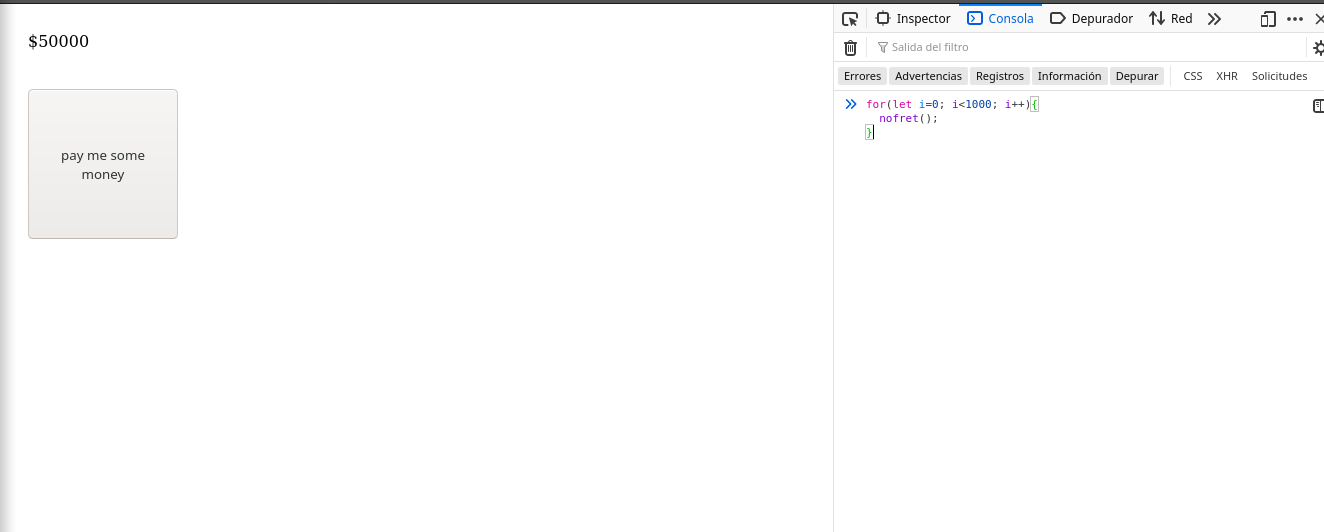 $50000
pay me some
money
Inspector Consola Depurador Red
Salida del filtro
Errores Advertencias Registros Información Depurar CSS XHR Solicitudes
for(let i=0; i<1000; i++){
nofret();
}